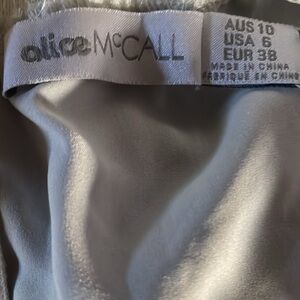 alice McCALL
AUS 10
USA 6
EUR 38
MADE IN CHINA
FABRIQUÉ EN CHINE